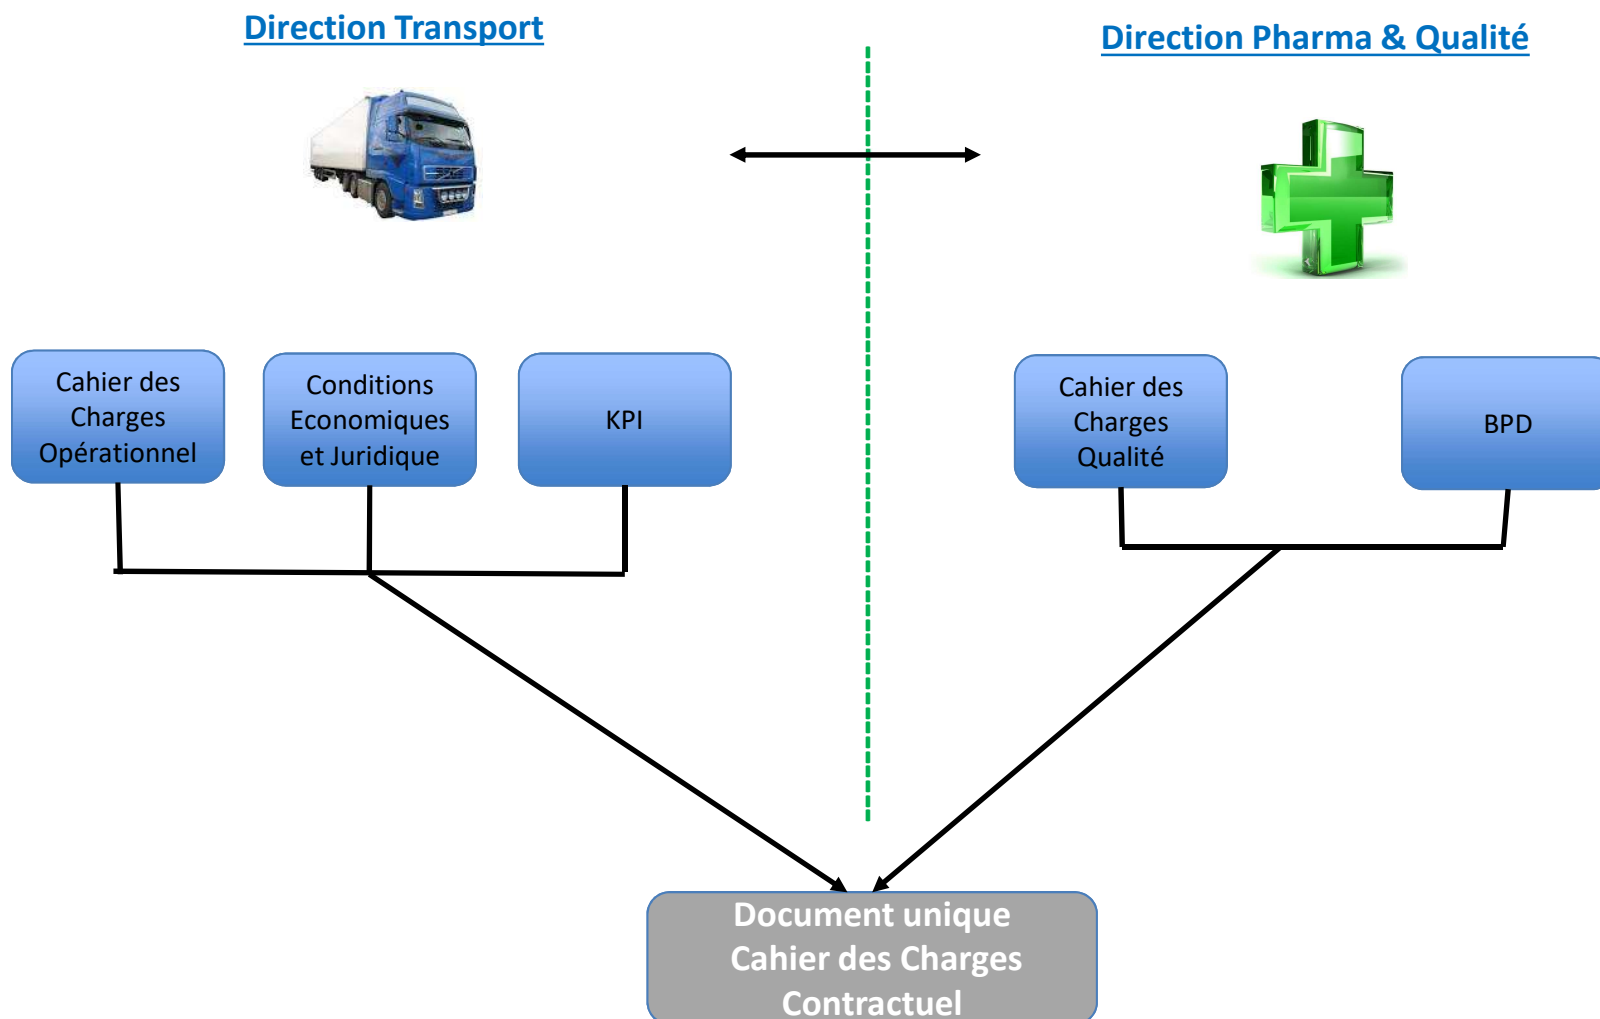 Direction Transport
Direction Pharma & Qualité
Cahier des
Charges
Opérationnel
Conditions
Economiques
et Juridique
KPI
Cahier des
Charges
Qualité
BPD
Document unique
Cahier des Charges
Contractuel